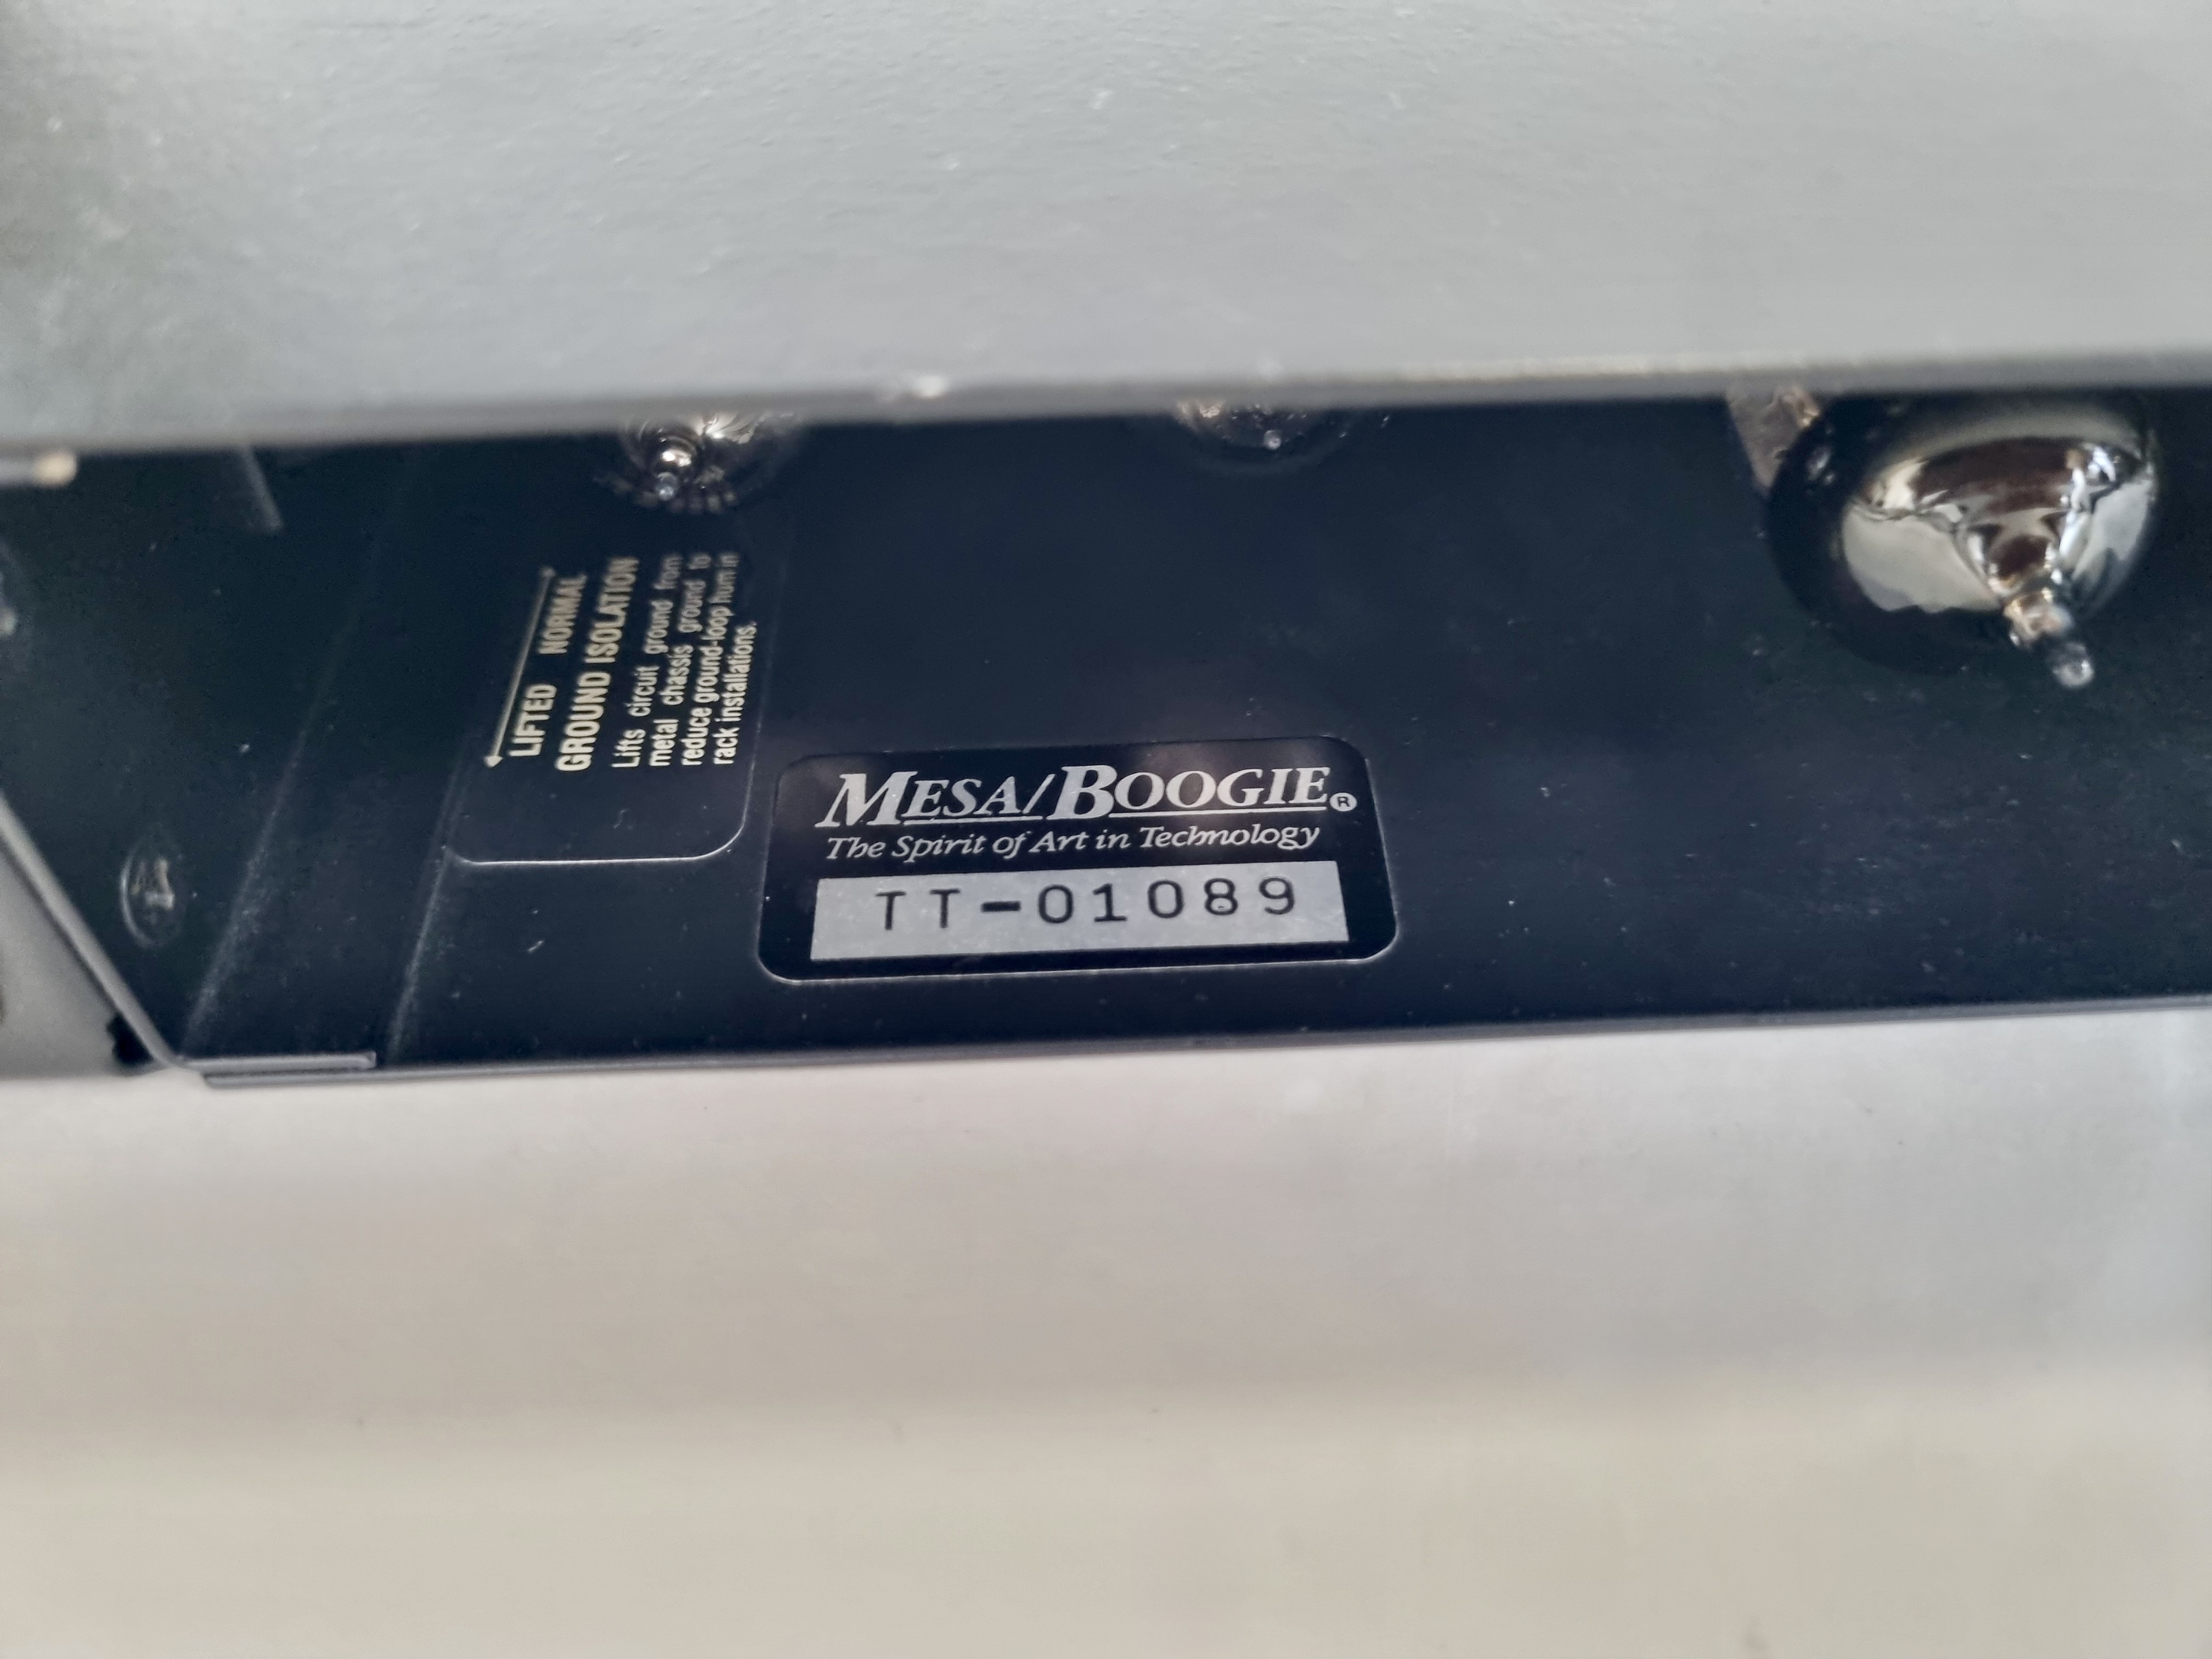 LIFTED NORMAL
GROUND ISOLATION
Lifts circuit ground from
metal chassis ground to
reduce ground-loop hum in
rack installations.
MESA/BOOGIE®
The Spirit of Art in Technology
TT-01089